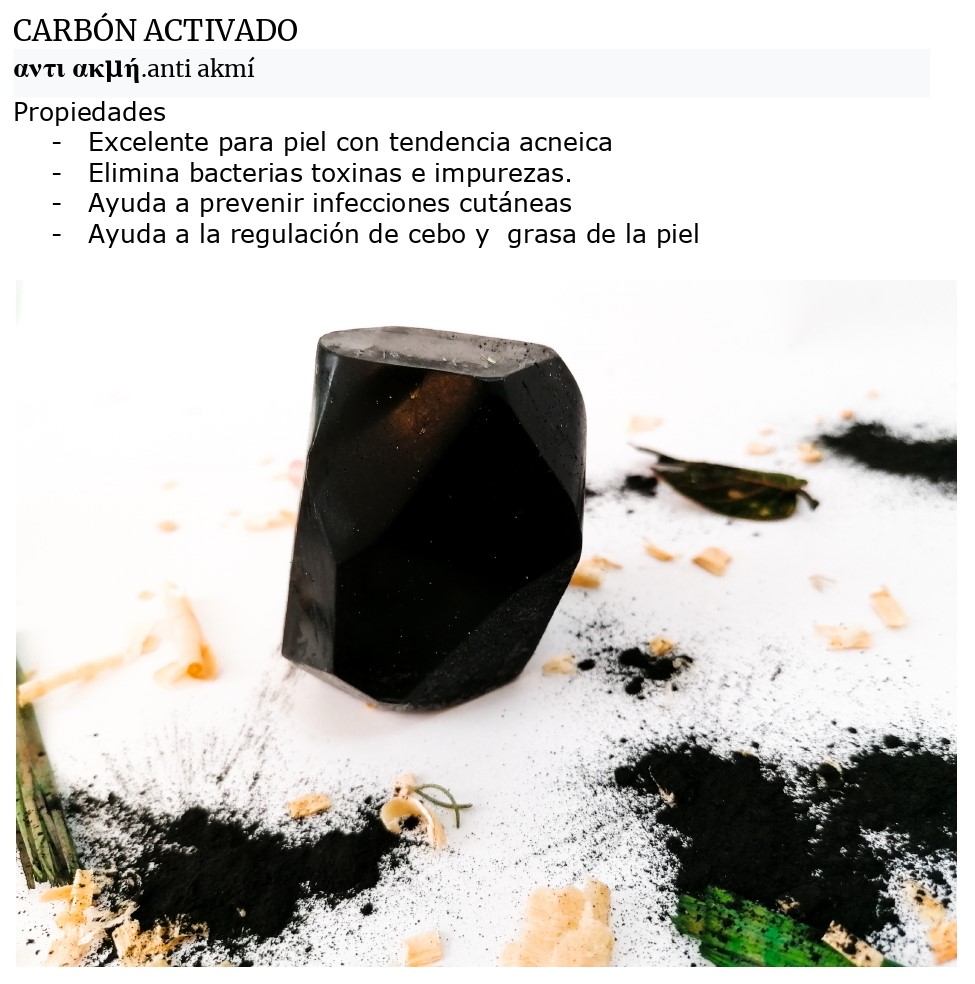 CARBÓN ACTIVADO
αντι ακμή.anti akmí
Propiedades
- Excelente para piel con tendencia acneica
- Elimina bacterias toxinas e impurezas.
- Ayuda a prevenir infecciones cutáneas
- Ayuda a la regulación de cebo y  grasa de la piel